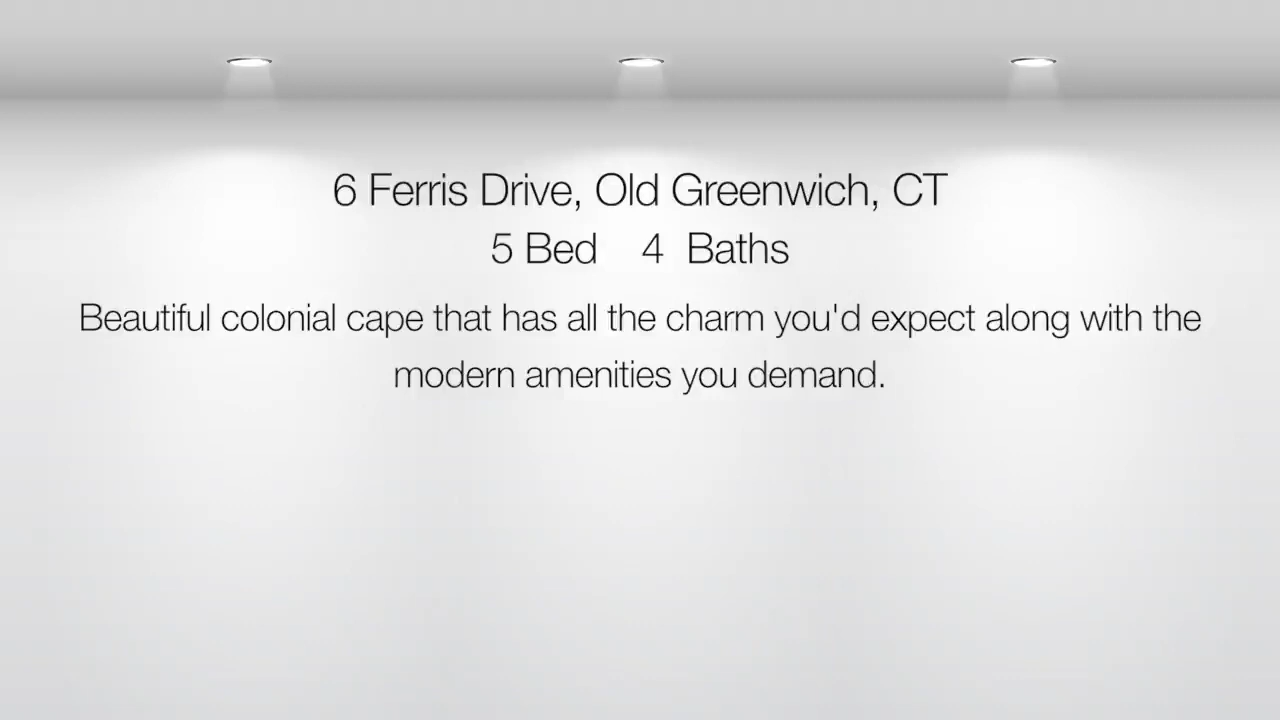 6 Ferris Drive, Old Greenwich, CT
5 Bed 4 Baths
Beautiful colonial cape that has all the charm you'd expect along with the
modern amenities you demand.